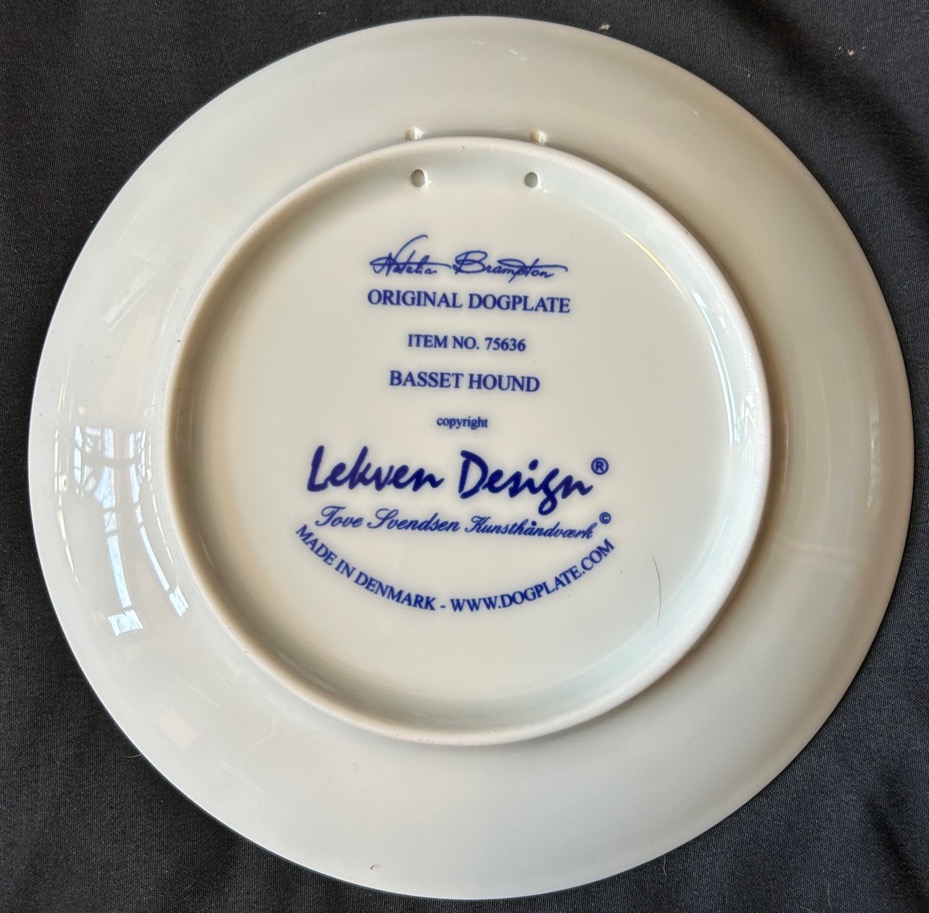 Natalia Brampton
ORIGINAL DOGPLATE
ITEM NO. 75636
BASSET HOUND
copyright
Lekven Design®
Tove Svendsen Kunsthåndværk©
MADE IN DENMARK - WWW.DOGPLATE.COM